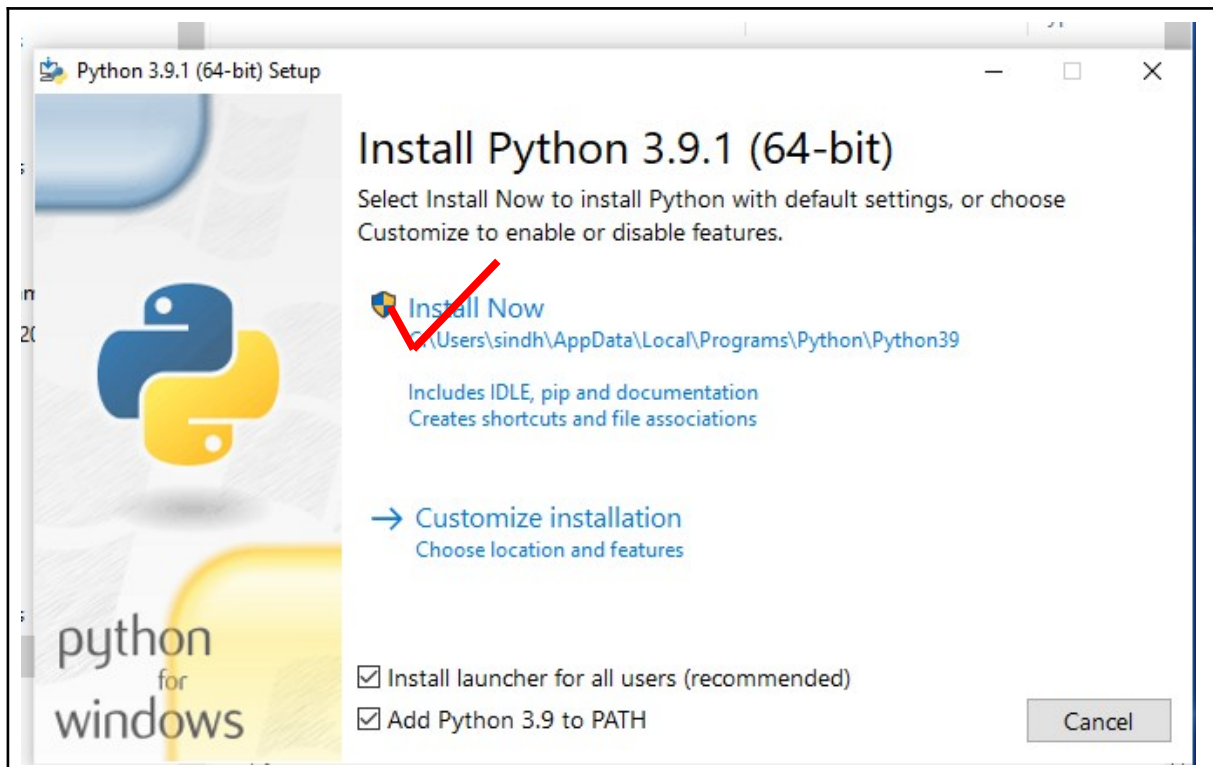 Python 3.9.1 (64-bit) Setup
Install Python 3.9.1 (64-bit)
Select Install Now to install Python with default settings, or choose
Customize to enable or disable features.
Install Now
C:\Users\sindh\AppData\Local\Programs\Python\Python39
Includes IDLE, pip and documentation
Creates shortcuts and file associations
→ Customize installation
Choose location and features
python
for
windows
Install launcher for all users (recommended)
Add Python 3.9 to PATH
Cancel